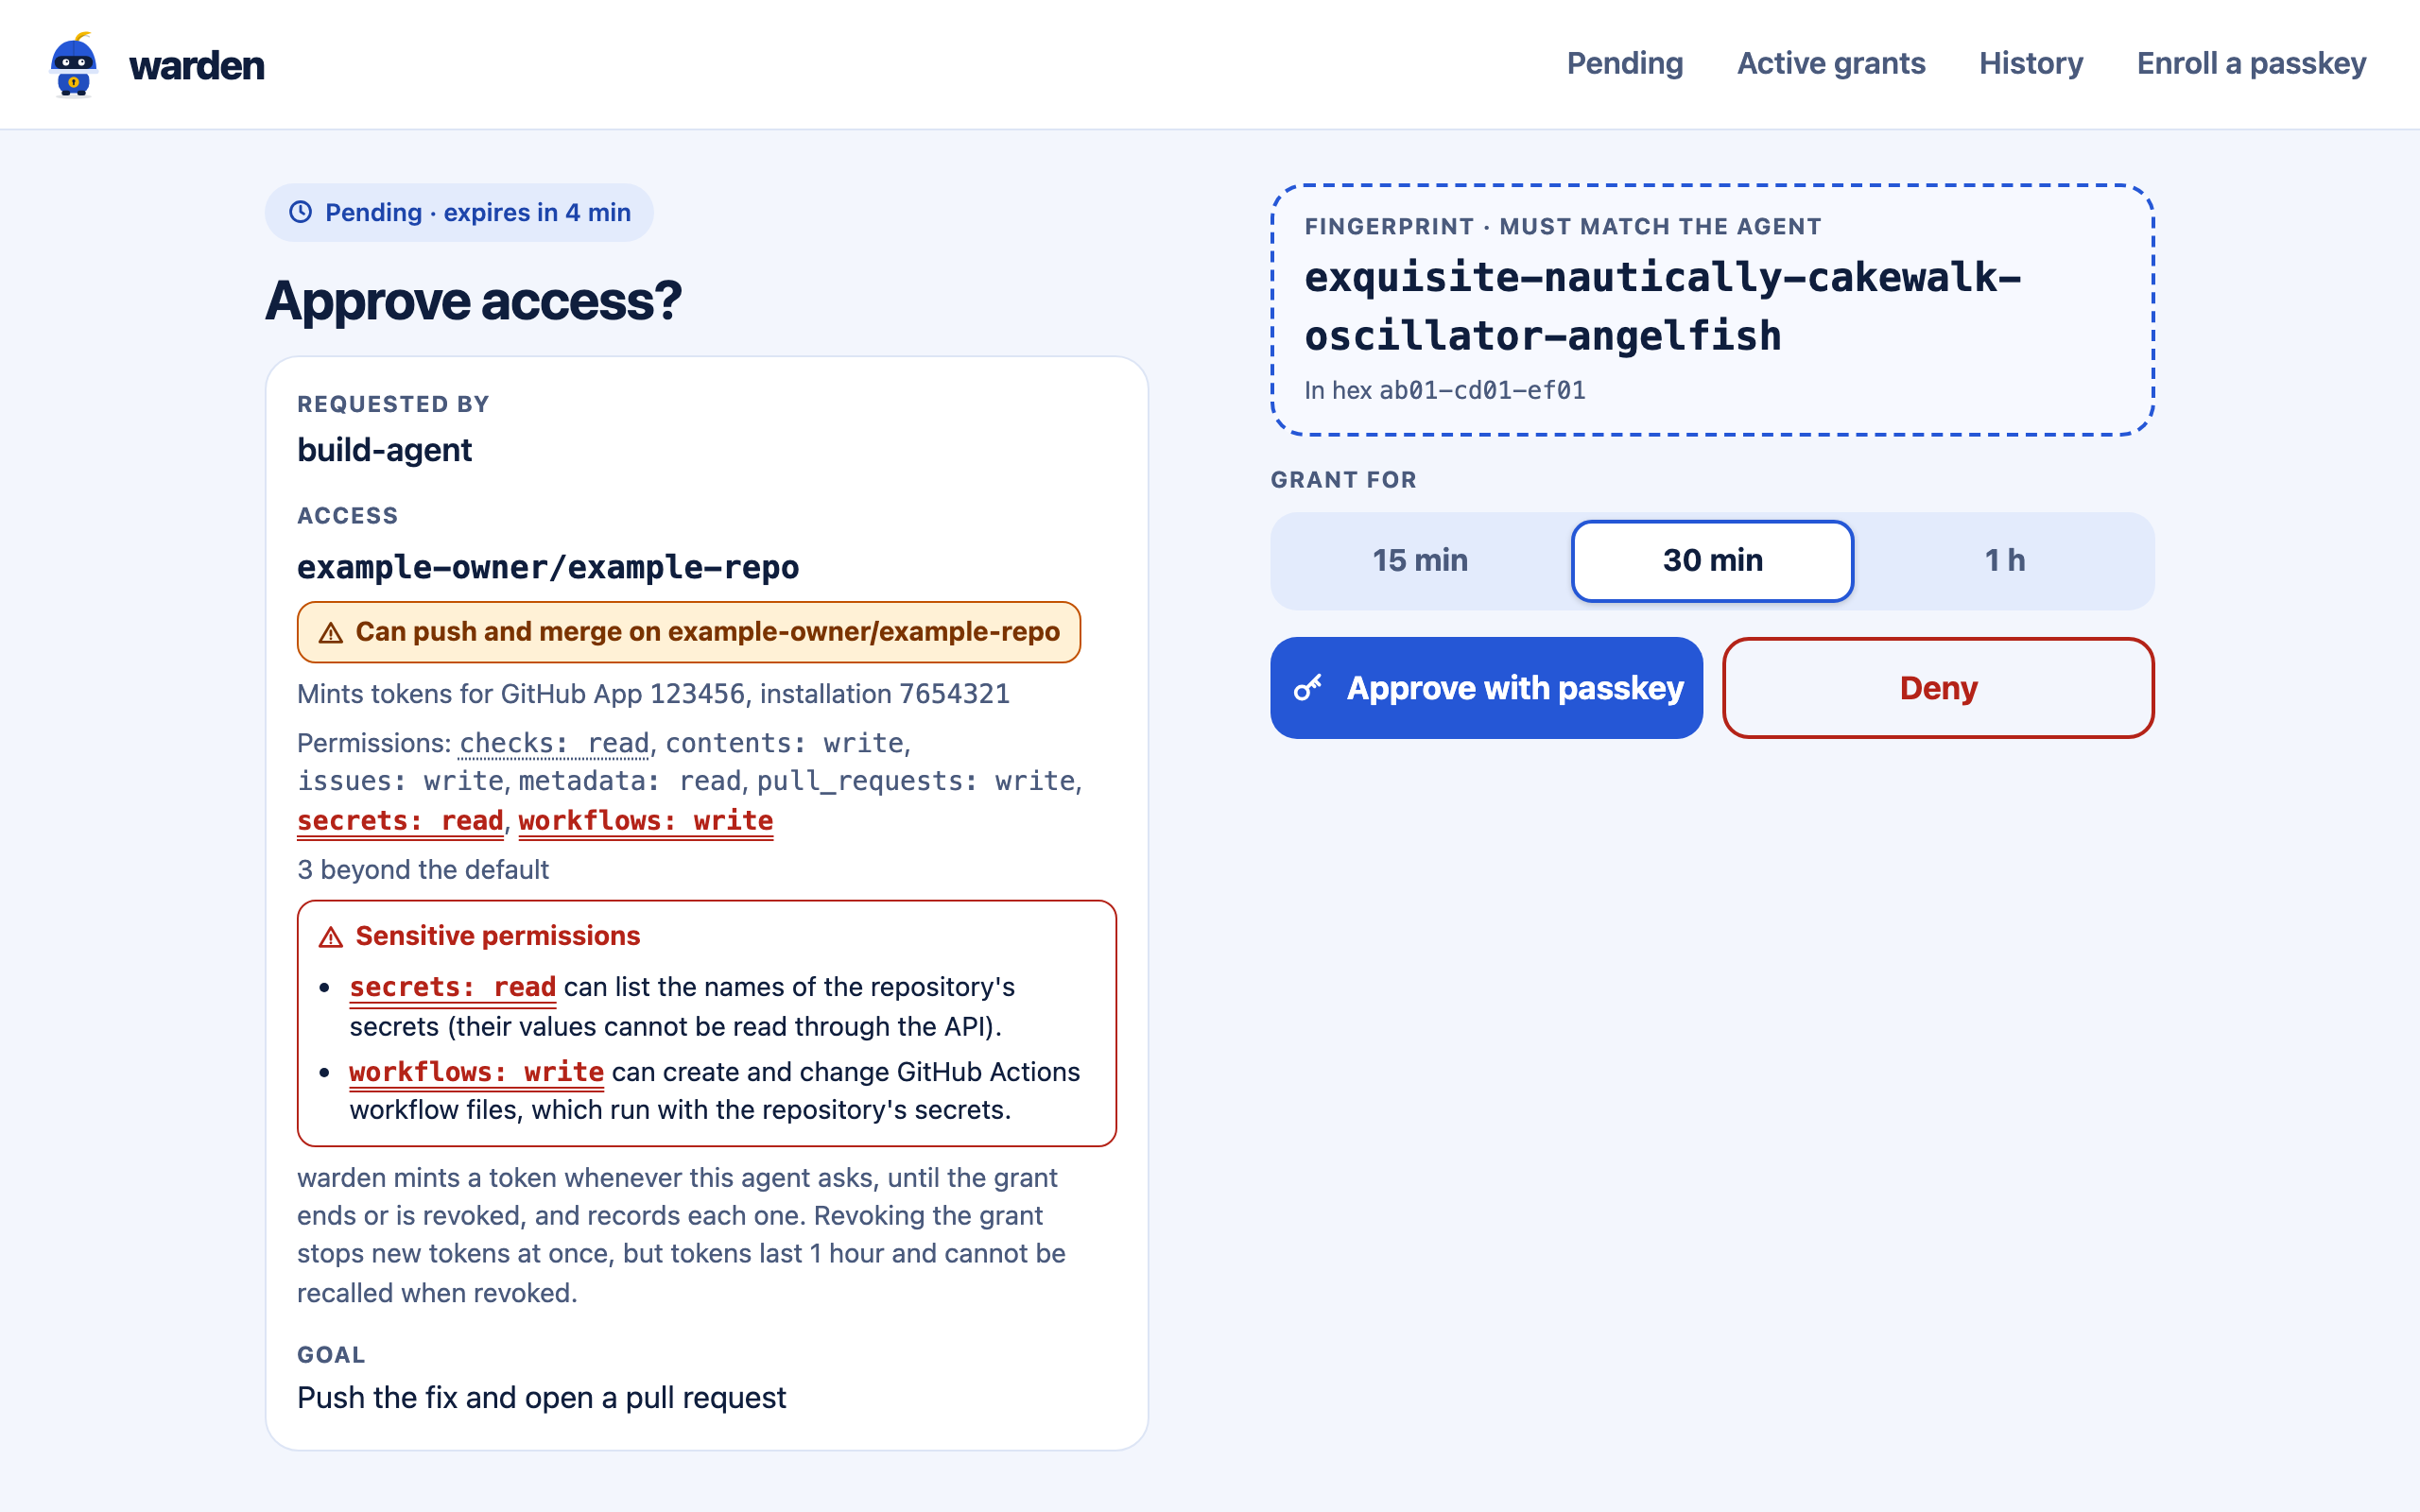 warden
Pending
Active grants
History
Enroll a passkey
Pending · expires in 4 min
Approve access?
REQUESTED BY
build-agent
ACCESS
example-owner/example-repo
Can push and merge on example-owner/example-repo
Mints tokens for GitHub App 123456, installation 7654321
Permissions: checks: read, contents: write,
issues: write, metadata: read, pull_requests: write,
secrets: read, workflows: write
3 beyond the default
Sensitive permissions
• secrets: read can list the names of the repository's
secrets (their values cannot be read through the API).
• workflows: write can create and change GitHub Actions
workflow files, which run with the repository's secrets.
warden mints a token whenever this agent asks, until the grant
ends or is revoked, and records each one. Revoking the grant
stops new tokens at once, but tokens last 1 hour and cannot be
recalled when revoked.
GOAL
Push the fix and open a pull request
FINGERPRINT · MUST MATCH THE AGENT
exquisite-nautically-cakewalk-
oscillator-angelfish
In hex ab01-cd01-ef01
GRANT FOR
15 min
30 min
1 h
Approve with passkey
Deny